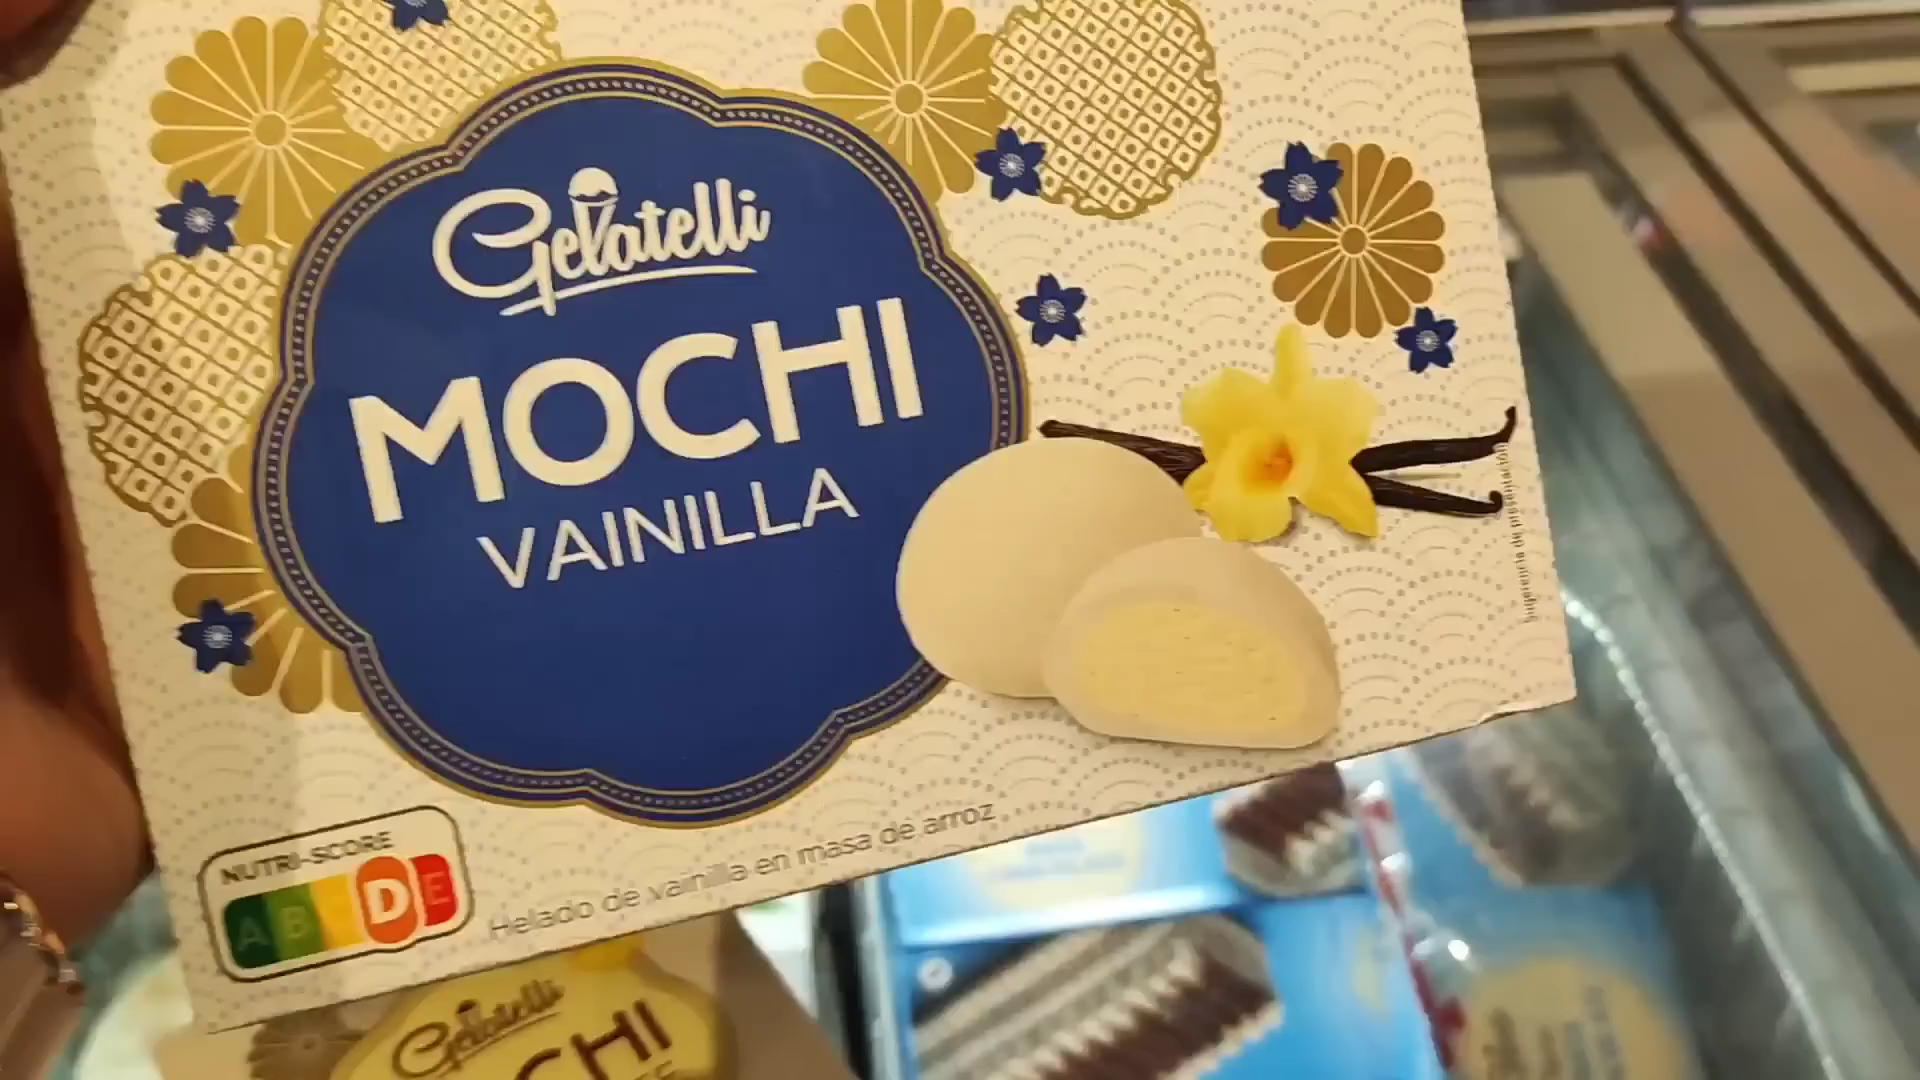 Gelatelli
MOCHI
VAINILLA
Sugerencia de presentación
NUTRI-SCORE
A B D E
Helado de vainilla en masa de arroz
Gelatelli
CHI